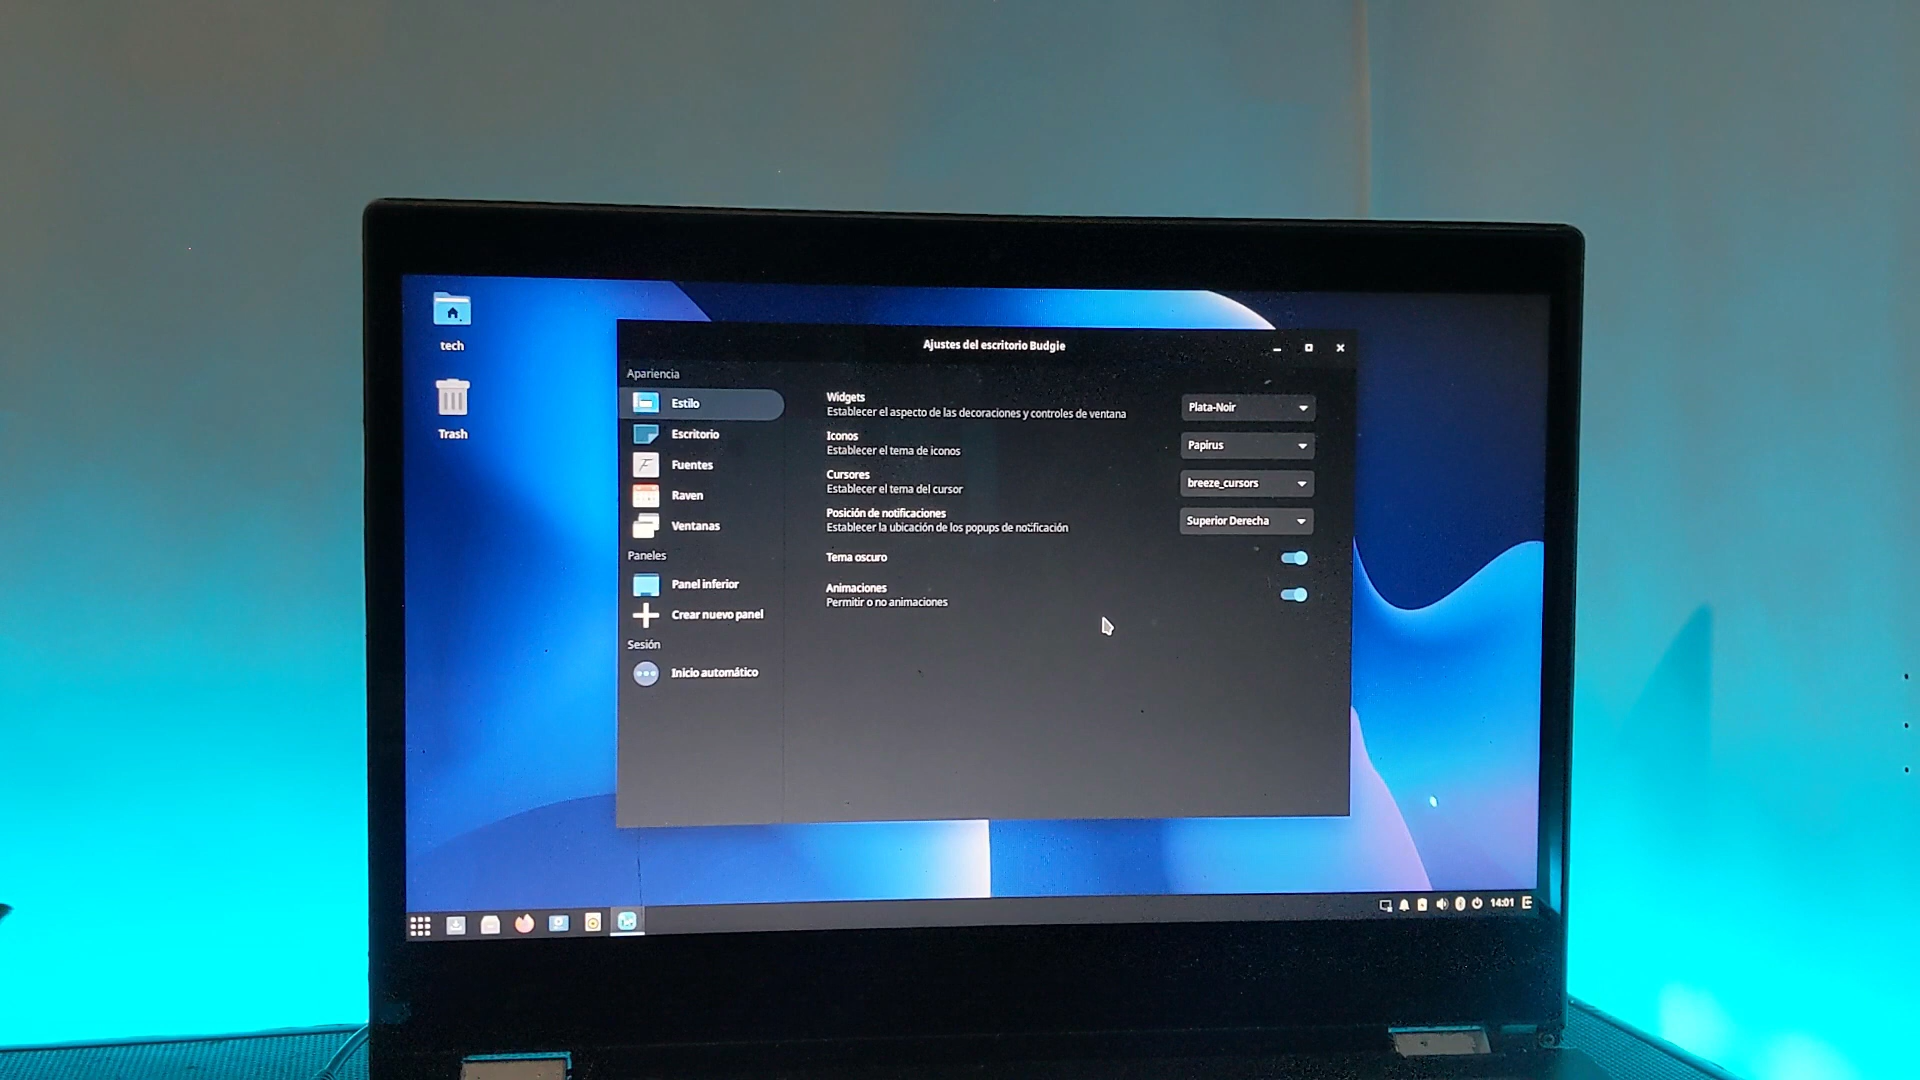 tech
Trash
Ajustes del escritorio Budgie
Apariencia
Estilo
Escritorio
Fuentes
Raven
Ventanas
Paneles
Panel inferior
Crear nuevo panel
Sesión
Inicio automático
Widgets
Establecer el aspecto de las decoraciones y controles de ventana
Plata-Noir
Iconos
Establecer el tema de iconos
Papirus
Cursores
Establecer el tema del cursor
breeze_cursors
Posición de notificaciones
Establecer la ubicación de los popups de notificación
Superior Derecha
Tema oscuro
Animaciones
Permitir o no animaciones
14:01